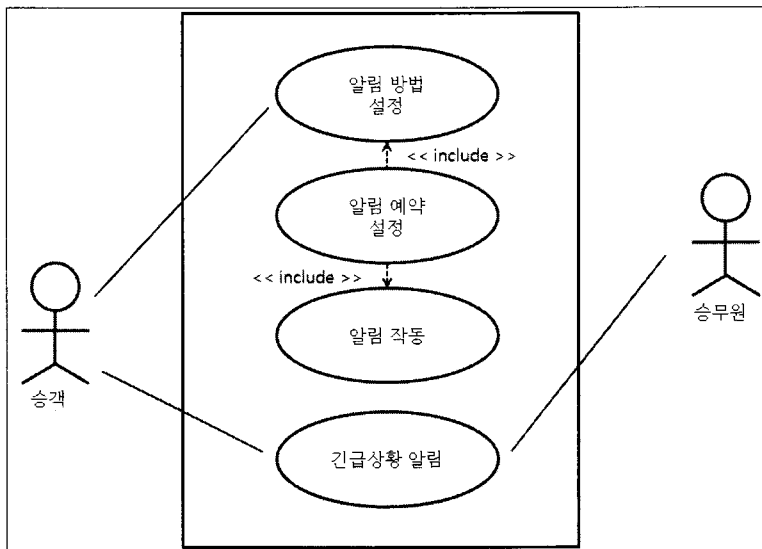 알림 방법
설정
<< include >>
알림 예약
설정
<< include >>
알림 작동
긴급상황 알림
승객
승무원